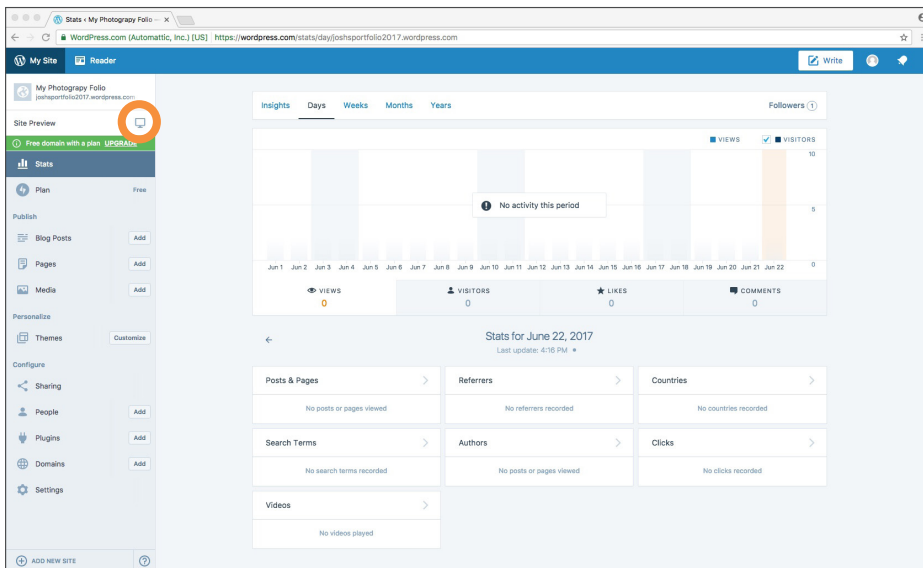 Stats ‹ My Photograpy Folio —
WordPress.com (Automattic, Inc.) [US] https://wordpress.com/stats/day/joshsportfolio2017.wordpress.com
My Site Reader Write
My Photograpy Folio
joshsportfolio2017.wordpress.com
Site Preview
Free domain with a plan UPGRADE
Stats
Plan Free
Publish
Blog Posts Add
Pages Add
Media Add
Personalize
Themes Customize
Configure
Sharing
People Add
Plugins Add
Domains Add
Settings
ADD NEW SITE
Insights Days Weeks Months Years Followers 1
VIEWS VISITORS
10
No activity this period
5
0
Jun 1 Jun 2 Jun 3 Jun 4 Jun 5 Jun 6 Jun 7 Jun 8 Jun 9 Jun 10 Jun 11 Jun 12 Jun 13 Jun 14 Jun 15 Jun 16 Jun 17 Jun 18 Jun 19 Jun 20 Jun 21 Jun 22
VIEWS VISITORS LIKES COMMENTS
0 0 0 0
Stats for June 22, 2017
Last update: 4:16 PM
Posts & Pages Referrers Countries
No posts or pages viewed No referrers recorded No countries recorded
Search Terms Authors Clicks
No search terms recorded No posts or pages viewed No clicks recorded
Videos
No videos played